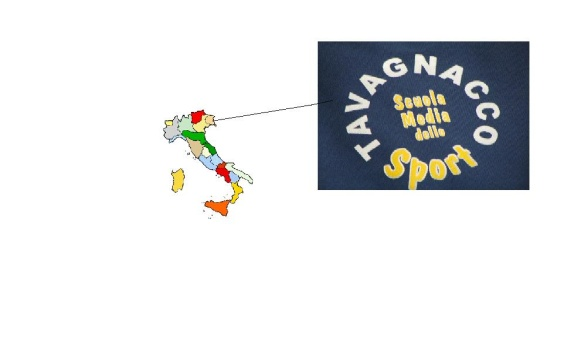 TAVAGNACCO
Scuola
Media
dello
Sport